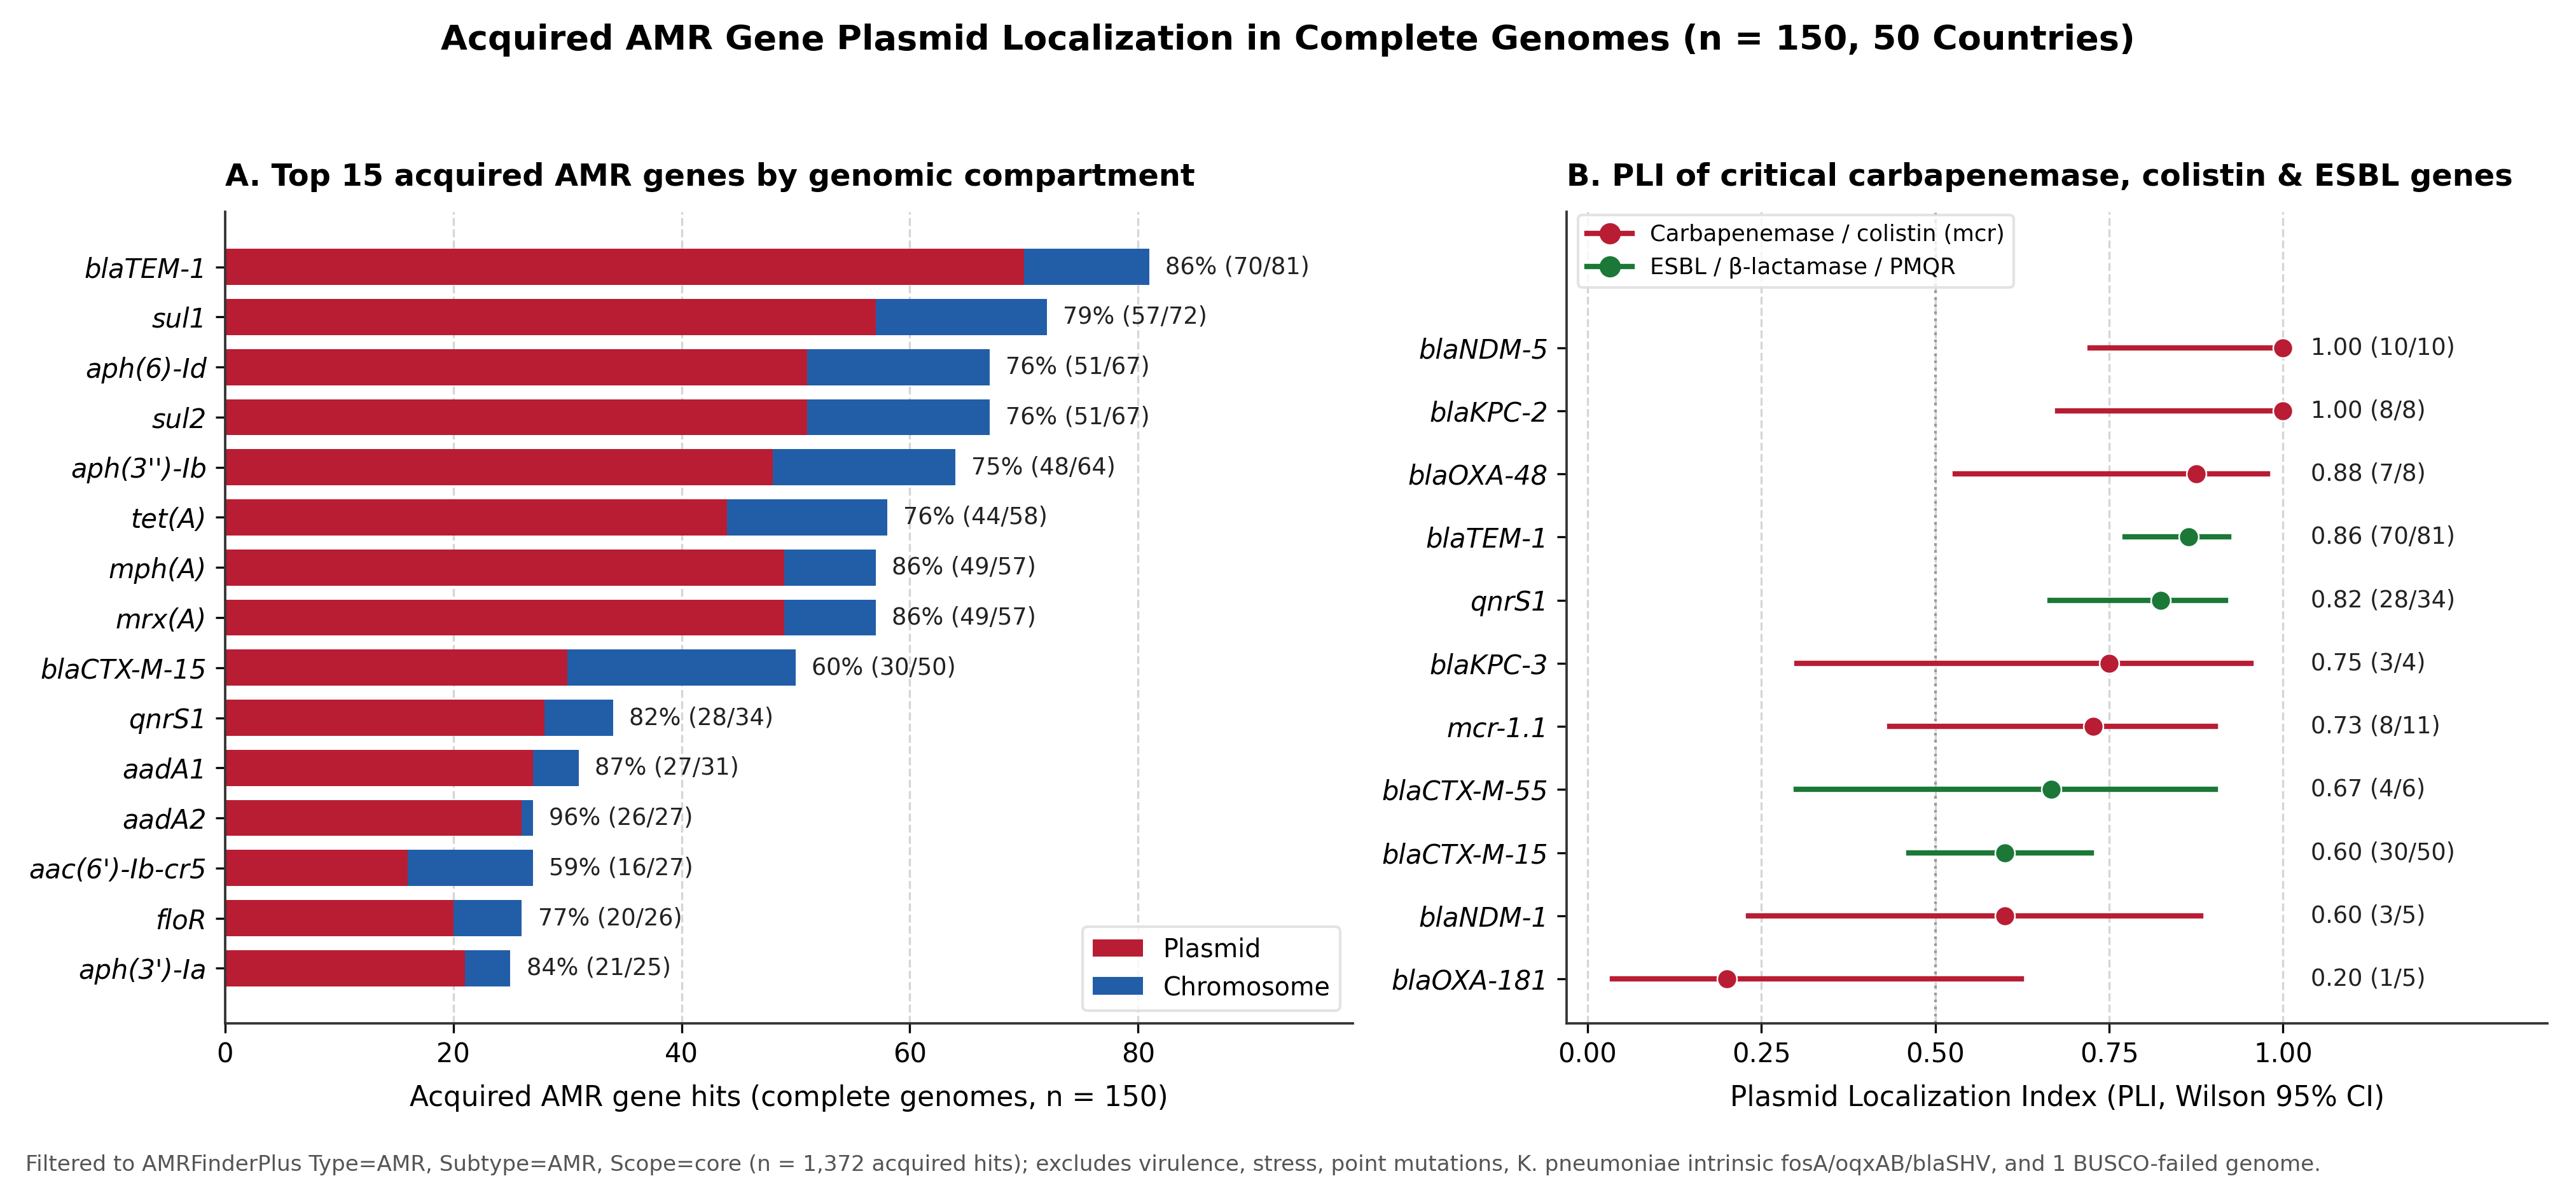 Acquired AMR Gene Plasmid Localization in Complete Genomes (n = 150, 50 Countries)
A. Top 15 acquired AMR genes by genomic compartment
blaTEM-1
86% (70/81)
sul1
79% (57/72)
aph(6)-Id
76% (51/67)
sul2
76% (51/67)
aph(3'')-Ib
75% (48/64)
tet(A)
76% (44/58)
mph(A)
86% (49/57)
mrx(A)
86% (49/57)
blaCTX-M-15
60% (30/50)
qnrS1
82% (28/34)
aadA1
87% (27/31)
aadA2
96% (26/27)
aac(6')-Ib-cr5
59% (16/27)
floR
77% (20/26)
aph(3')-Ia
84% (21/25)
Plasmid
Chromosome
0 20 40 60 80
Acquired AMR gene hits (complete genomes, n = 150)
B. PLI of critical carbapenemase, colistin & ESBL genes
Carbapenemase / colistin (mcr)
ESBL / β-lactamase / PMQR
blaNDM-5
1.00 (10/10)
blaKPC-2
1.00 (8/8)
blaOXA-48
0.88 (7/8)
blaTEM-1
0.86 (70/81)
qnrS1
0.82 (28/34)
blaKPC-3
0.75 (3/4)
mcr-1.1
0.73 (8/11)
blaCTX-M-55
0.67 (4/6)
blaCTX-M-15
0.60 (30/50)
blaNDM-1
0.60 (3/5)
blaOXA-181
0.20 (1/5)
0.00 0.25 0.50 0.75 1.00
Plasmid Localization Index (PLI, Wilson 95% CI)
Filtered to AMRFinderPlus Type=AMR, Subtype=AMR, Scope=core (n = 1,372 acquired hits); excludes virulence, stress, point mutations, K. pneumoniae intrinsic fosA/oqxAB/blaSHV, and 1 BUSCO-failed genome.